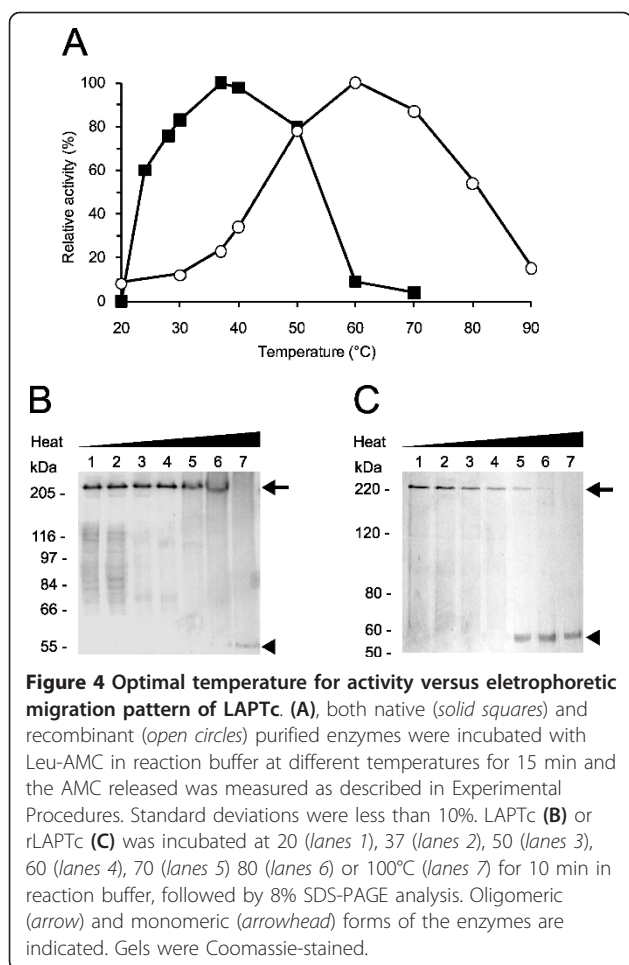 A
100
80
60
40
20
0
Relative activity (%)
20 30 40 50 60 70 80 90
Temperature (°C)
B
Heat
kDa 1 2 3 4 5 6 7
205 -
116 -
97 -
84 -
66 -
55 -
C
Heat
kDa 1 2 3 4 5 6 7
220 -
120 -
80 -
60 -
50 -
Figure 4 Optimal temperature for activity versus eletrophoretic
migration pattern of LAPTc. (A), both native (solid squares) and
recombinant (open circles) purified enzymes were incubated with
Leu-AMC in reaction buffer at different temperatures for 15 min and
the AMC released was measured as described in Experimental
Procedures. Standard deviations were less than 10%. LAPTc (B) or
rLAPTc (C) was incubated at 20 (lanes 1), 37 (lanes 2), 50 (lanes 3),
60 (lanes 4), 70 (lanes 5) 80 (lanes 6) or 100°C (lanes 7) for 10 min in
reaction buffer, followed by 8% SDS-PAGE analysis. Oligomeric
(arrow) and monomeric (arrowhead) forms of the enzymes are
indicated. Gels were Coomassie-stained.